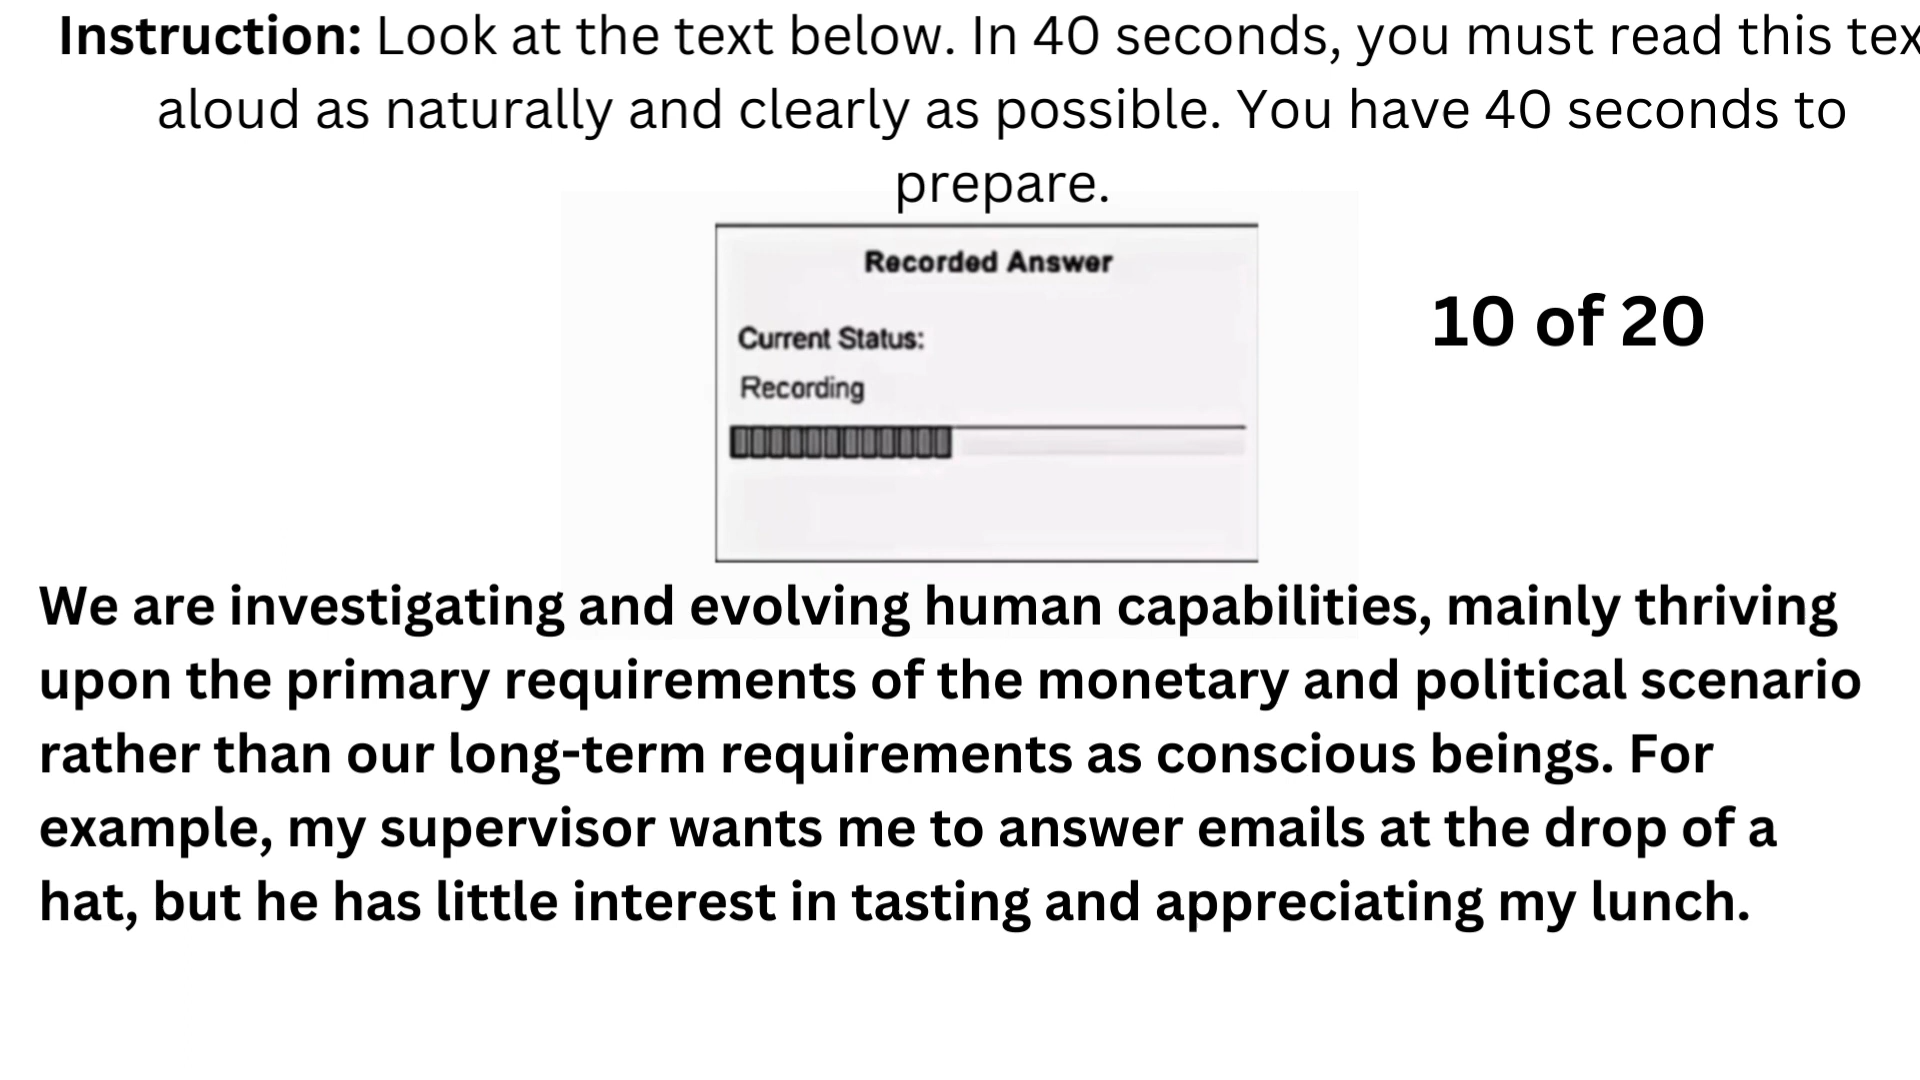 Instruction: Look at the text below. In 40 seconds, you must read this tex
aloud as naturally and clearly as possible. You have 40 seconds to
prepare.
Recorded Answer
Current Status:
Recording
10 of 20
We are investigating and evolving human capabilities, mainly thriving
upon the primary requirements of the monetary and political scenario
rather than our long-term requirements as conscious beings. For
example, my supervisor wants me to answer emails at the drop of a
hat, but he has little interest in tasting and appreciating my lunch.